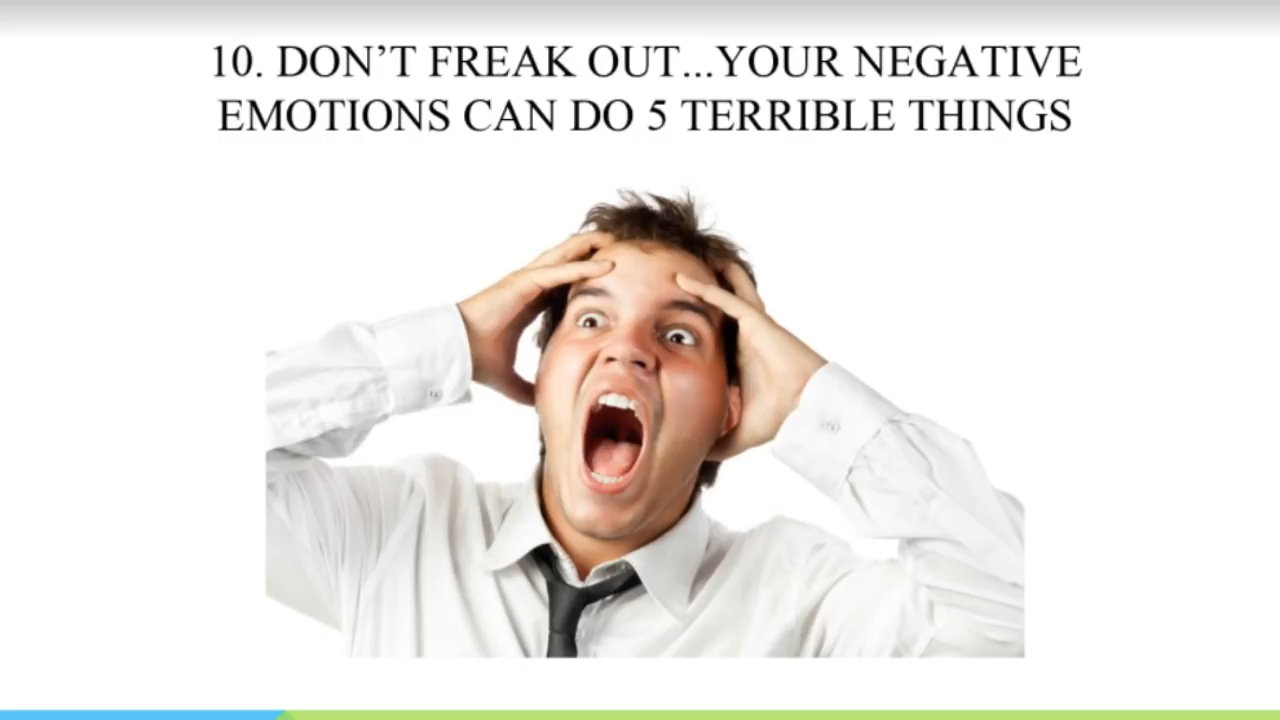 10. DON’T FREAK OUT...YOUR NEGATIVE
EMOTIONS CAN DO 5 TERRIBLE THINGS